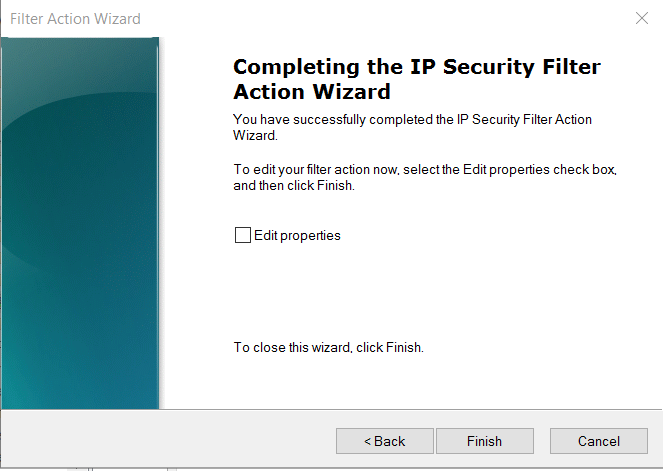 Filter Action Wizard
Completing the IP Security Filter
Action Wizard
You have successfully completed the IP Security Filter Action
Wizard.
To edit your filter action now, select the Edit properties check box,
and then click Finish.
Edit properties
To close this wizard, click Finish.
< Back Finish Cancel